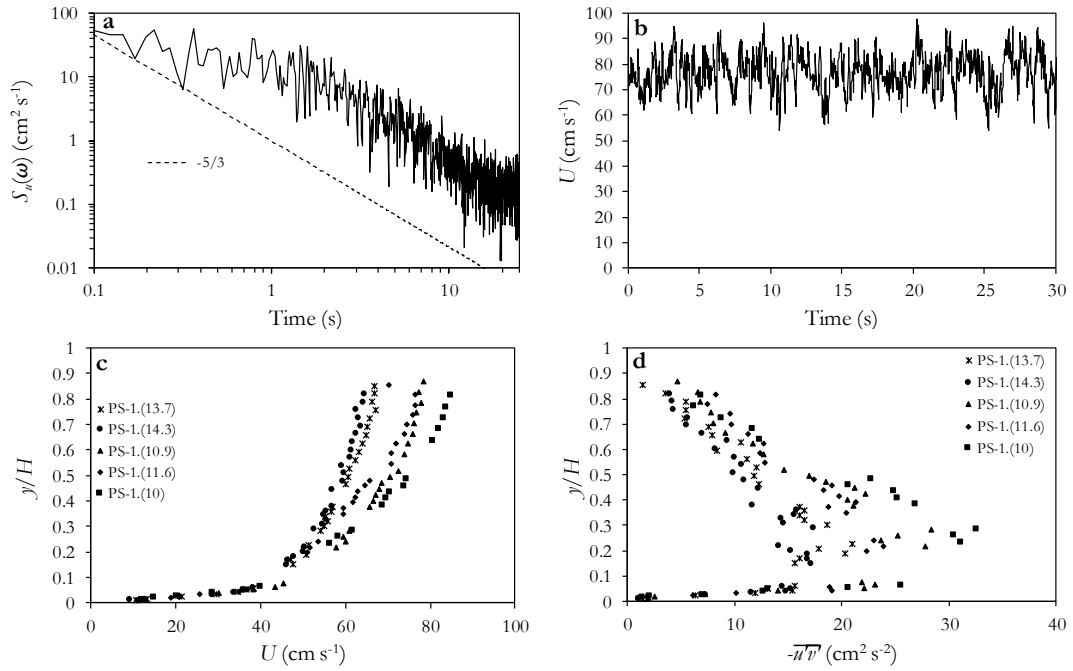 a
100
10
1
0.1
0.01
0.1
1
10
-5/3
S_u(ω) (cm² s⁻¹)
Time (s)
b
100
90
80
70
60
50
40
30
20
10
0
0
5
10
15
20
25
30
U (cm s⁻¹)
Time (s)
c
1
0.9
0.8
0.7
0.6
0.5
0.4
0.3
0.2
0.1
0
0
20
40
60
80
100
PS-1.(13.7)
PS-1.(14.3)
PS-1.(10.9)
PS-1.(11.6)
PS-1.(10)
y/H
U (cm s⁻¹)
d
1
0.9
0.8
0.7
0.6
0.5
0.4
0.3
0.2
0.1
0
0
10
20
30
40
PS-1.(13.7)
PS-1.(14.3)
PS-1.(10.9)
PS-1.(11.6)
PS-1.(10)
y/H
-u'v' (cm² s⁻²)